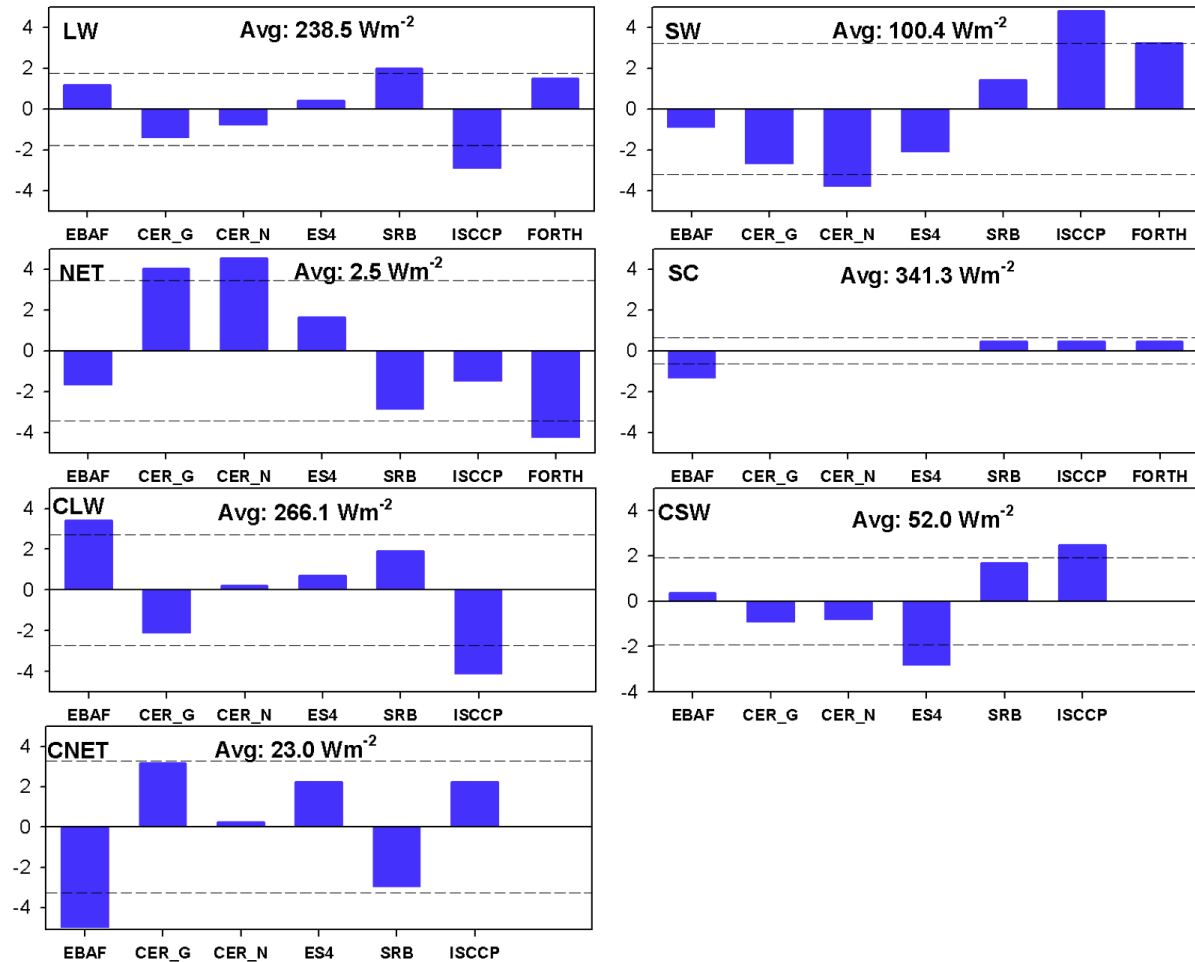 LW Avg: 238.5 Wm-2
4
2
0
-2
-4
EBAF CER_G CER_N ES4 SRB ISCCP FORTH
SW Avg: 100.4 Wm-2
4
2
0
-2
-4
EBAF CER_G CER_N ES4 SRB ISCCP FORTH
NET Avg: 2.5 Wm-2
4
2
0
-2
-4
EBAF CER_G CER_N ES4 SRB ISCCP FORTH
SC Avg: 341.3 Wm-2
4
2
0
-2
-4
EBAF CER_G CER_N ES4 SRB ISCCP FORTH
CLW Avg: 266.1 Wm-2
4
2
0
-2
-4
EBAF CER_G CER_N ES4 SRB ISCCP
CSW Avg: 52.0 Wm-2
4
2
0
-2
-4
EBAF CER_G CER_N ES4 SRB ISCCP
CNET Avg: 23.0 Wm-2
4
2
0
-2
-4
EBAF CER_G CER_N ES4 SRB ISCCP